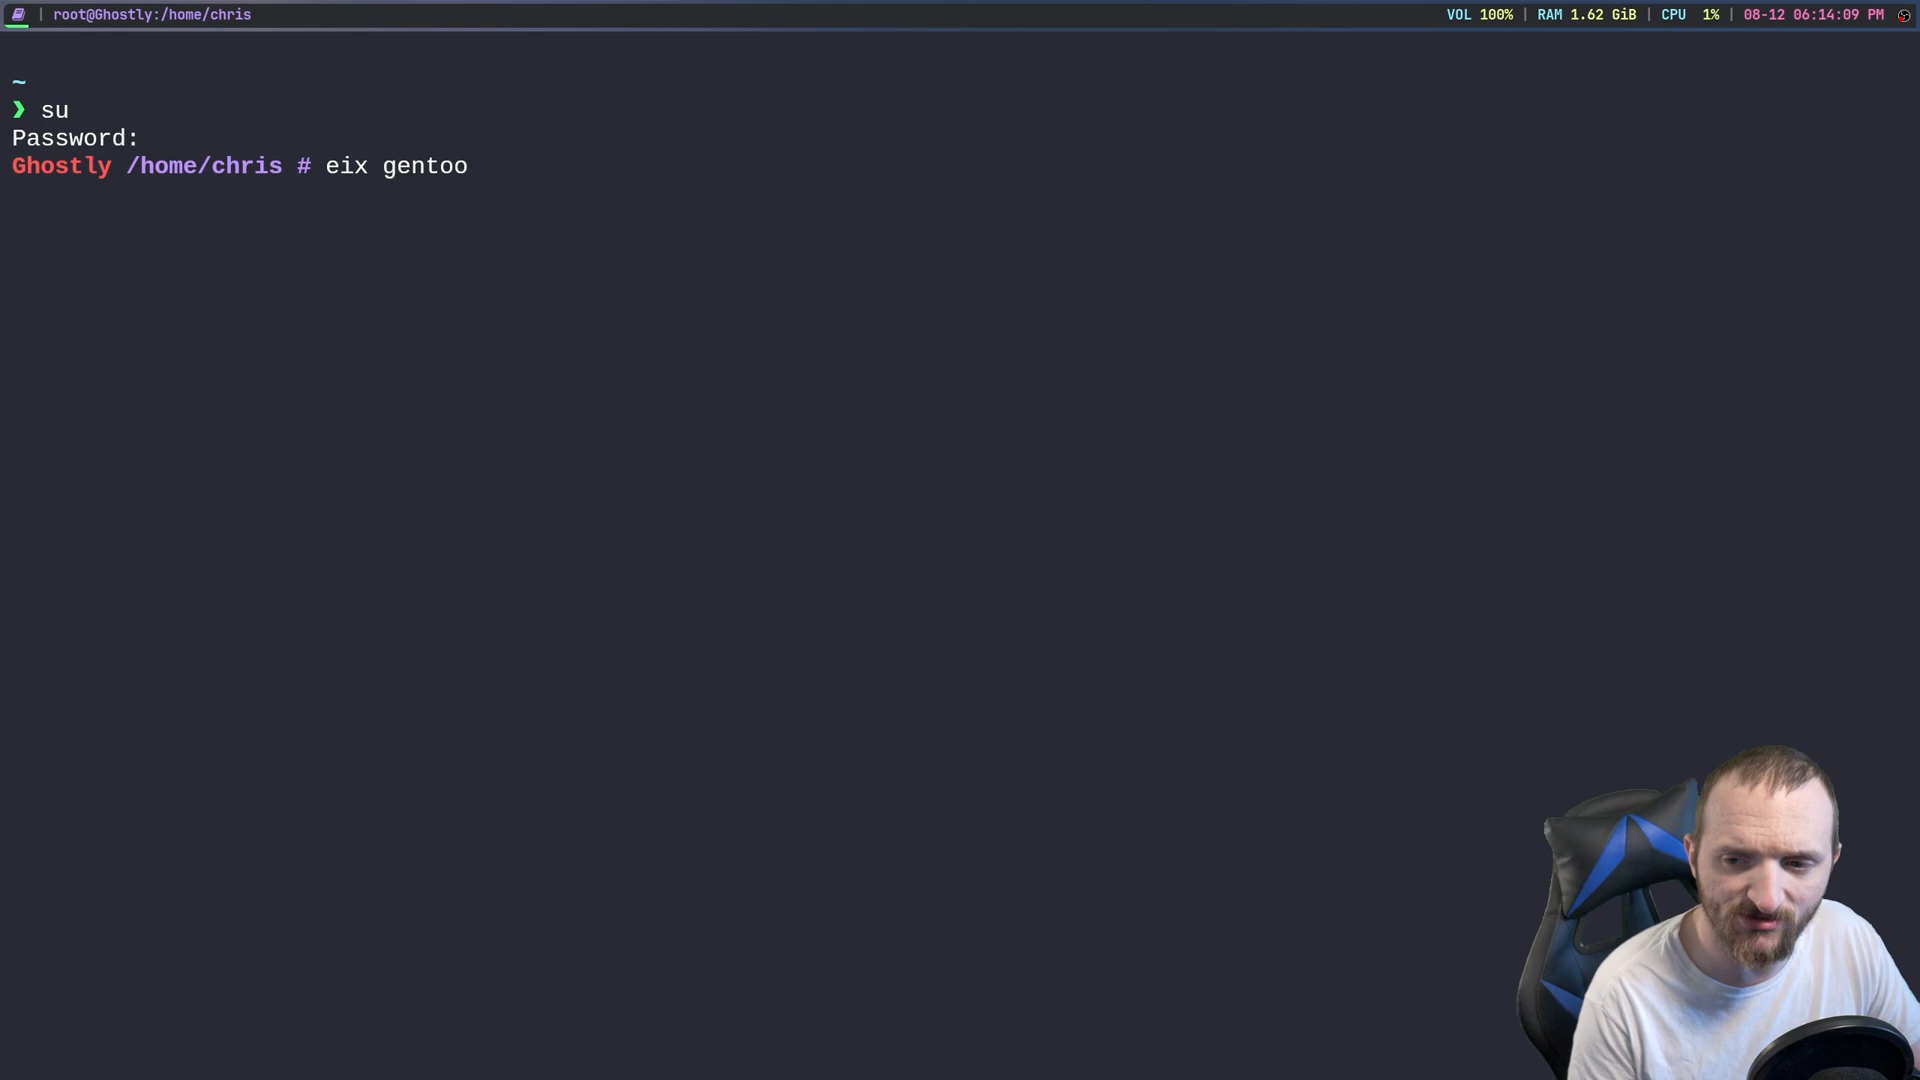 | root@Ghostly:/home/chris
VOL 100% | RAM 1.62 GiB | CPU 1% | 08-12 06:14:09 PM
~
❯ su
Password:
Ghostly /home/chris # eix gentoo